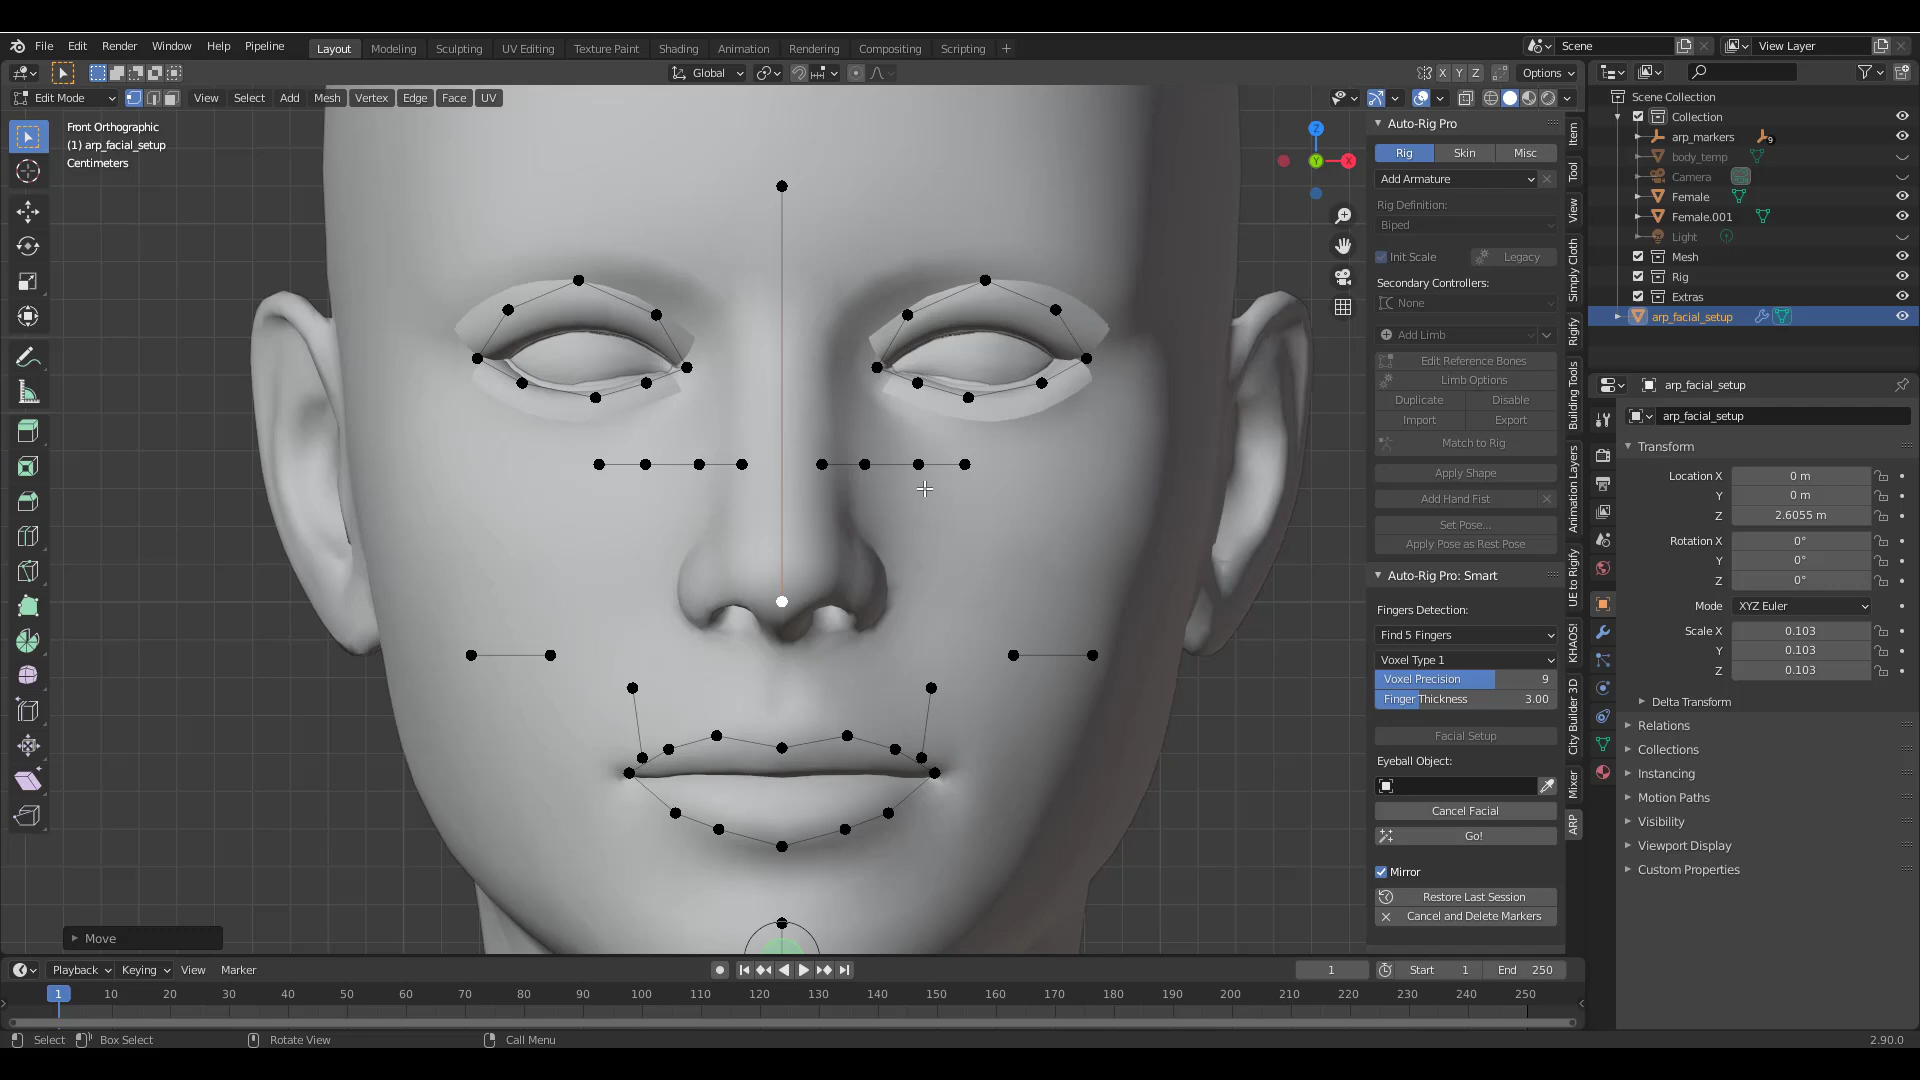 File Edit Render Window Help Pipeline Layout Modeling Sculpting UV Editing Texture Paint Shading Animation Rendering Compositing Scripting + Scene View Layer
Global X Y Z Options
Edit Mode View Select Add Mesh Vertex Edge Face UV
Front Orthographic
(1) arp_facial_setup
Centimeters
Z
Y
X
Move
Auto-Rig Pro
Rig Skin Misc
Add Armature
Rig Definition:
Biped
Init Scale Legacy
Secondary Controllers:
None
Add Limb
Edit Reference Bones
Limb Options
Duplicate Disable
Import Export
Match to Rig
Apply Shape
Add Hand Fist
Set Pose...
Apply Pose as Rest Pose
Auto-Rig Pro: Smart
Fingers Detection:
Find 5 Fingers
Voxel Type 1
Voxel Precision 9
Finger Thickness 3.00
Facial Setup
Eyeball Object:
Cancel Facial
Go!
Mirror
Restore Last Session
Cancel and Delete Markers
Item
Tool
View
Simply Cloth
Rigify
Building Tools
Animation Layers
UE to Rigify
KHAOS!
City Builder 3D
Mixer
ARP
Scene Collection
Collection
arp_markers 9
body_temp
Camera
Female
Female.001
Light
Mesh
Rig
Extras
arp_facial_setup
arp_facial_setup
arp_facial_setup
Transform
Location X 0 m
Y 0 m
Z 2.6055 m
Rotation X 0°
Y 0°
Z 0°
Mode XYZ Euler
Scale X 0.103
Y 0.103
Z 0.103
Delta Transform
Relations
Collections
Instancing
Motion Paths
Visibility
Viewport Display
Custom Properties
Playback Keying View Marker 1 Start 1 End 250
1 10 20 30 40 50 60 70 80 90 100 110 120 130 140 150 160 170 180 190 200 210 220 230 240 250
Select Box Select Rotate View Call Menu 2.90.0